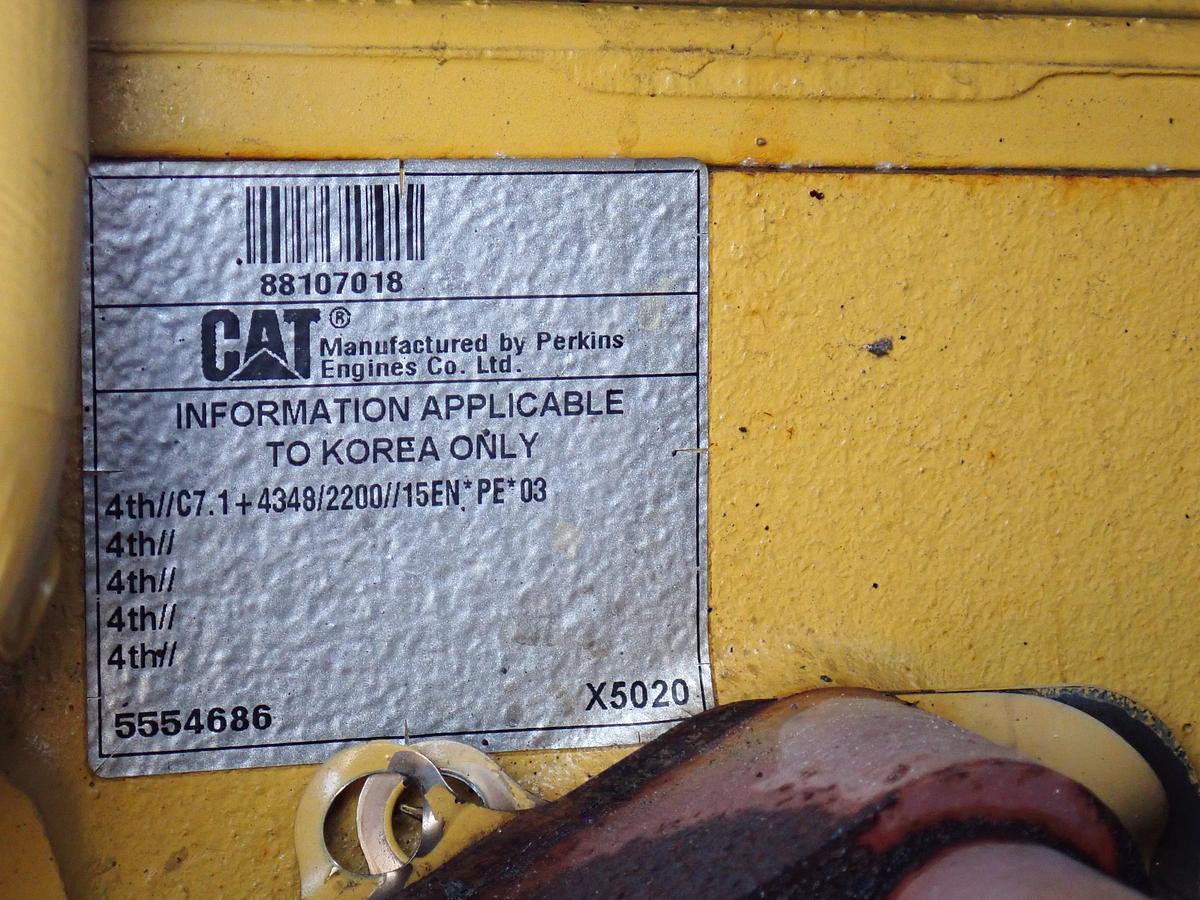 88107018
CAT®
Manufactured by Perkins
Engines Co. Ltd.
INFORMATION APPLICABLE
TO KOREA ONLY
4th//C7.1+4348/2200//15EN*PE*03
4th//
4th//
4th//
4th//
5554686 X5020